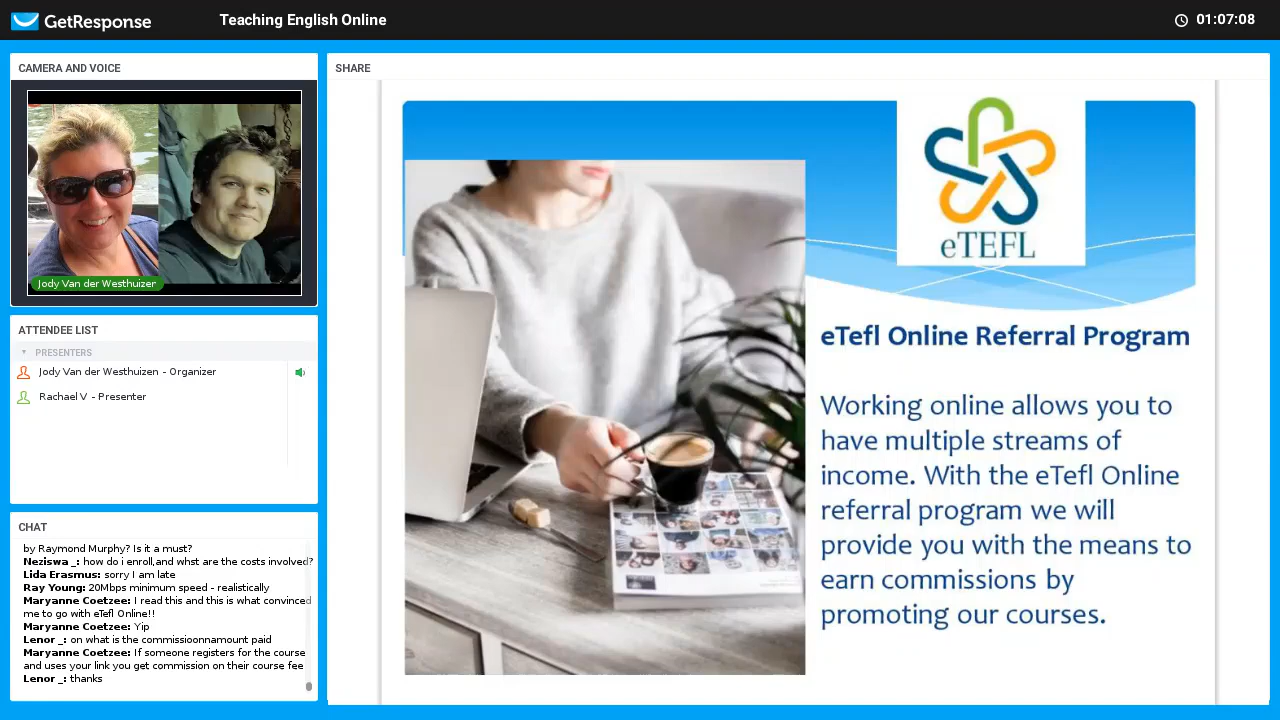 GetResponse
Teaching English Online
01:07:08
CAMERA AND VOICE
Jody Van der Westhuizen
ATTENDEE LIST
PRESENTERS
Jody Van der Westhuizen - Organizer
Rachael V - Presenter
CHAT
by Raymond Murphy? Is it a must?
Neziswa _: how do i enroll,and whst are the costs involved?
Lida Erasmus: sorry I am late
Ray Young: 20Mbps minimum speed - realistically
Maryanne Coetzee: I read this and this is what convinced
me to go with eTefl Online!!
Maryanne Coetzee: Yip
Lenor _: on what is the commissioonnamount paid
Maryanne Coetzee: If someone registers for the course
and uses your link you get commission on their course fee
Lenor _: thanks
SHARE
eTEFL
eTefl Online Referral Program
Working online allows you to
have multiple streams of
income. With the eTefl Online
referral program we will
provide you with the means to
earn commissions by
promoting our courses.